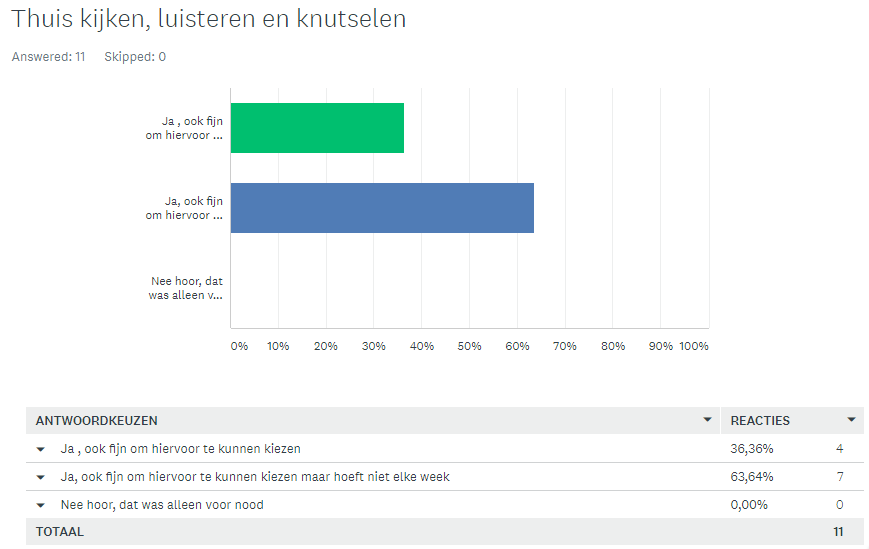 Thuis kijken, luisteren en knutselen
Answered: 11 Skipped: 0
Ja , ook fijn
om hiervoor ...
Ja, ook fijn
om hiervoor ...
Nee hoor, dat
was alleen v...
0% 10% 20% 30% 40% 50% 60% 70% 80% 90% 100%
ANTWOORDKEUZEN REACTIES
Ja , ook fijn om hiervoor te kunnen kiezen 36,36% 4
Ja, ook fijn om hiervoor te kunnen kiezen maar hoeft niet elke week 63,64% 7
Nee hoor, dat was alleen voor nood 0,00% 0
TOTAAL 11